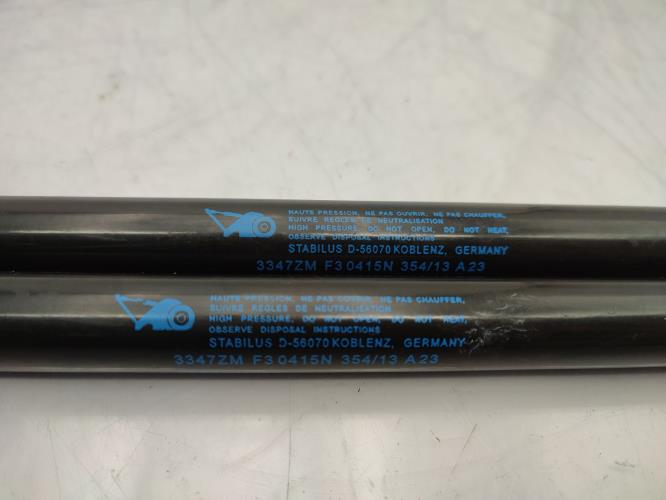 HAUTE PRESSION, NE PAS OUVRIR, NE PAS CHAUFFER,
SUIVRE REGLES DE NEUTRALISATION
HIGH PRESSURE, DO NOT OPEN, DO NOT HEAT,
OBSERVE DISPOSAL INSTRUCTIONS
STABILUS D-56070 KOBLENZ, GERMANY
3347ZM F3 0415N 354/13 A23
HAUTE PRESSION, NE PAS OUVRIR, NE PAS CHAUFFER,
SUIVRE REGLES DE NEUTRALISATION
HIGH PRESSURE, DO NOT OPEN, DO NOT HEAT,
OBSERVE DISPOSAL INSTRUCTIONS
STABILUS D-56070 KOBLENZ, GERMANY
3347ZM F3 0415N 354/13 A23